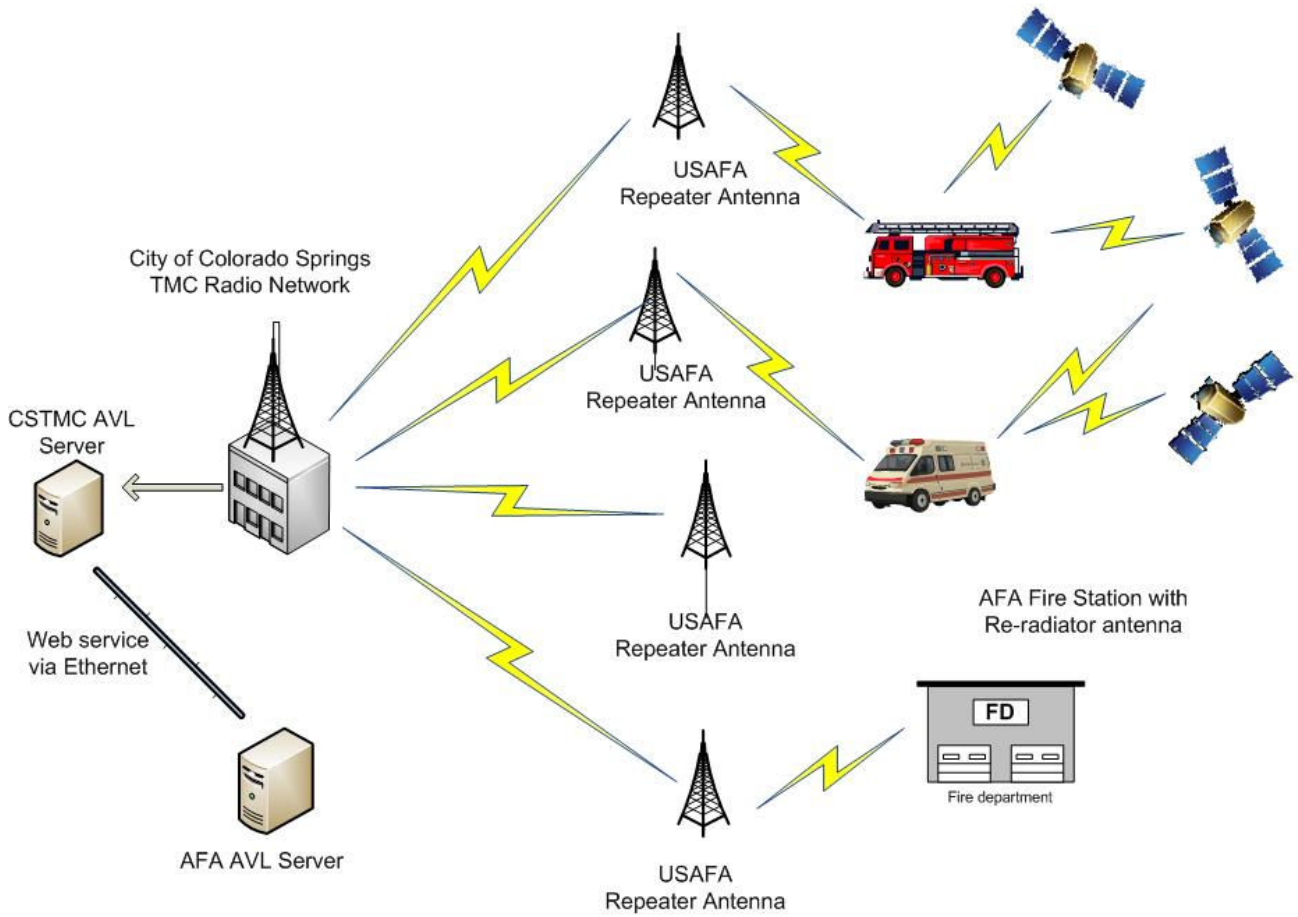 USAFA
Repeater Antenna
City of Colorado Springs
TMC Radio Network
USAFA
Repeater Antenna
CSTMC AVL
Server
AFA Fire Station with
Re-radiator antenna
USAFA
Repeater Antenna
Web service
via Ethernet
FD
Fire department
AFA AVL Server
USAFA
Repeater Antenna